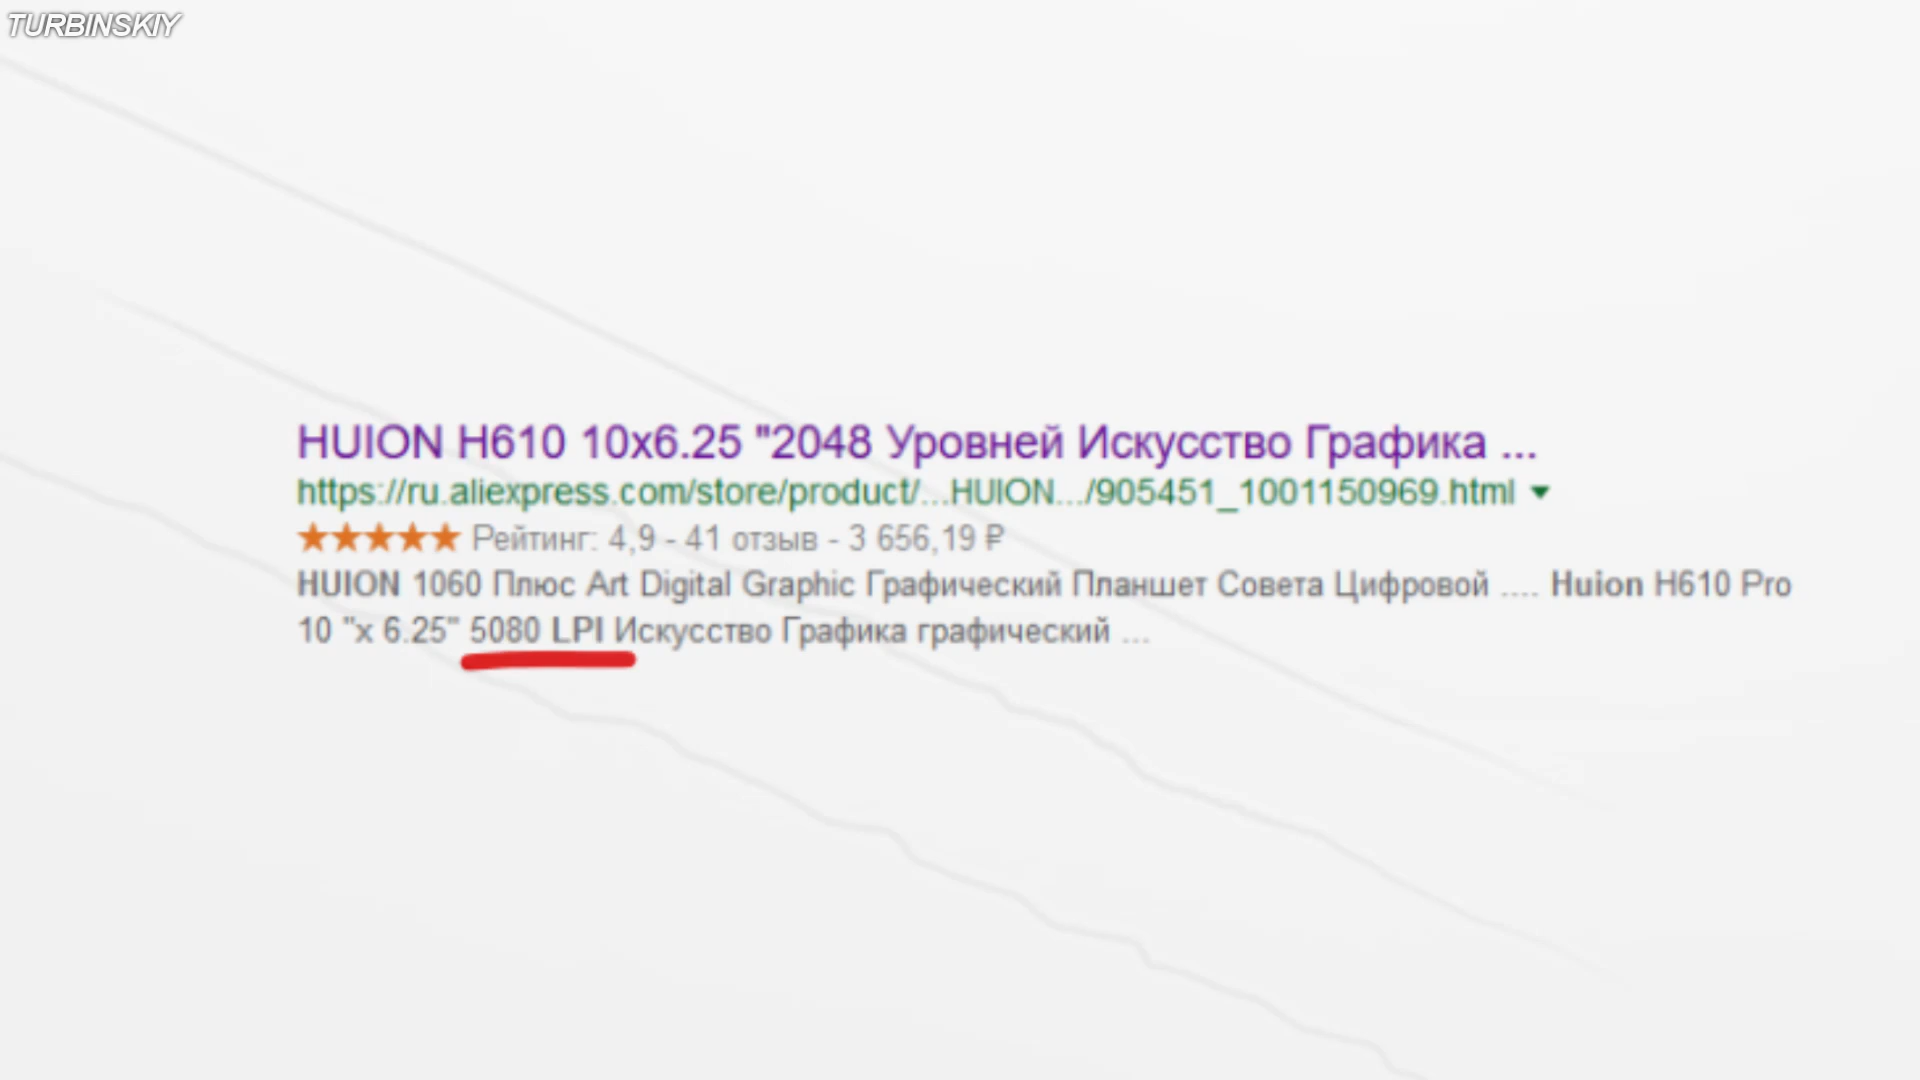 TURBINSKIY
HUION H610 10x6.25 "2048 Уровней Искусство Графика ...
https://ru.aliexpress.com/store/product/...HUION.../905451_1001150969.html
Рейтинг: 4,9 - 41 отзыв - 3 656,19 ₽
HUION 1060 Плюс Art Digital Graphic Графический Планшет Совета Цифровой .... Huion H610 Pro
10 "x 6.25" 5080 LPI Искусство Графика графический ...